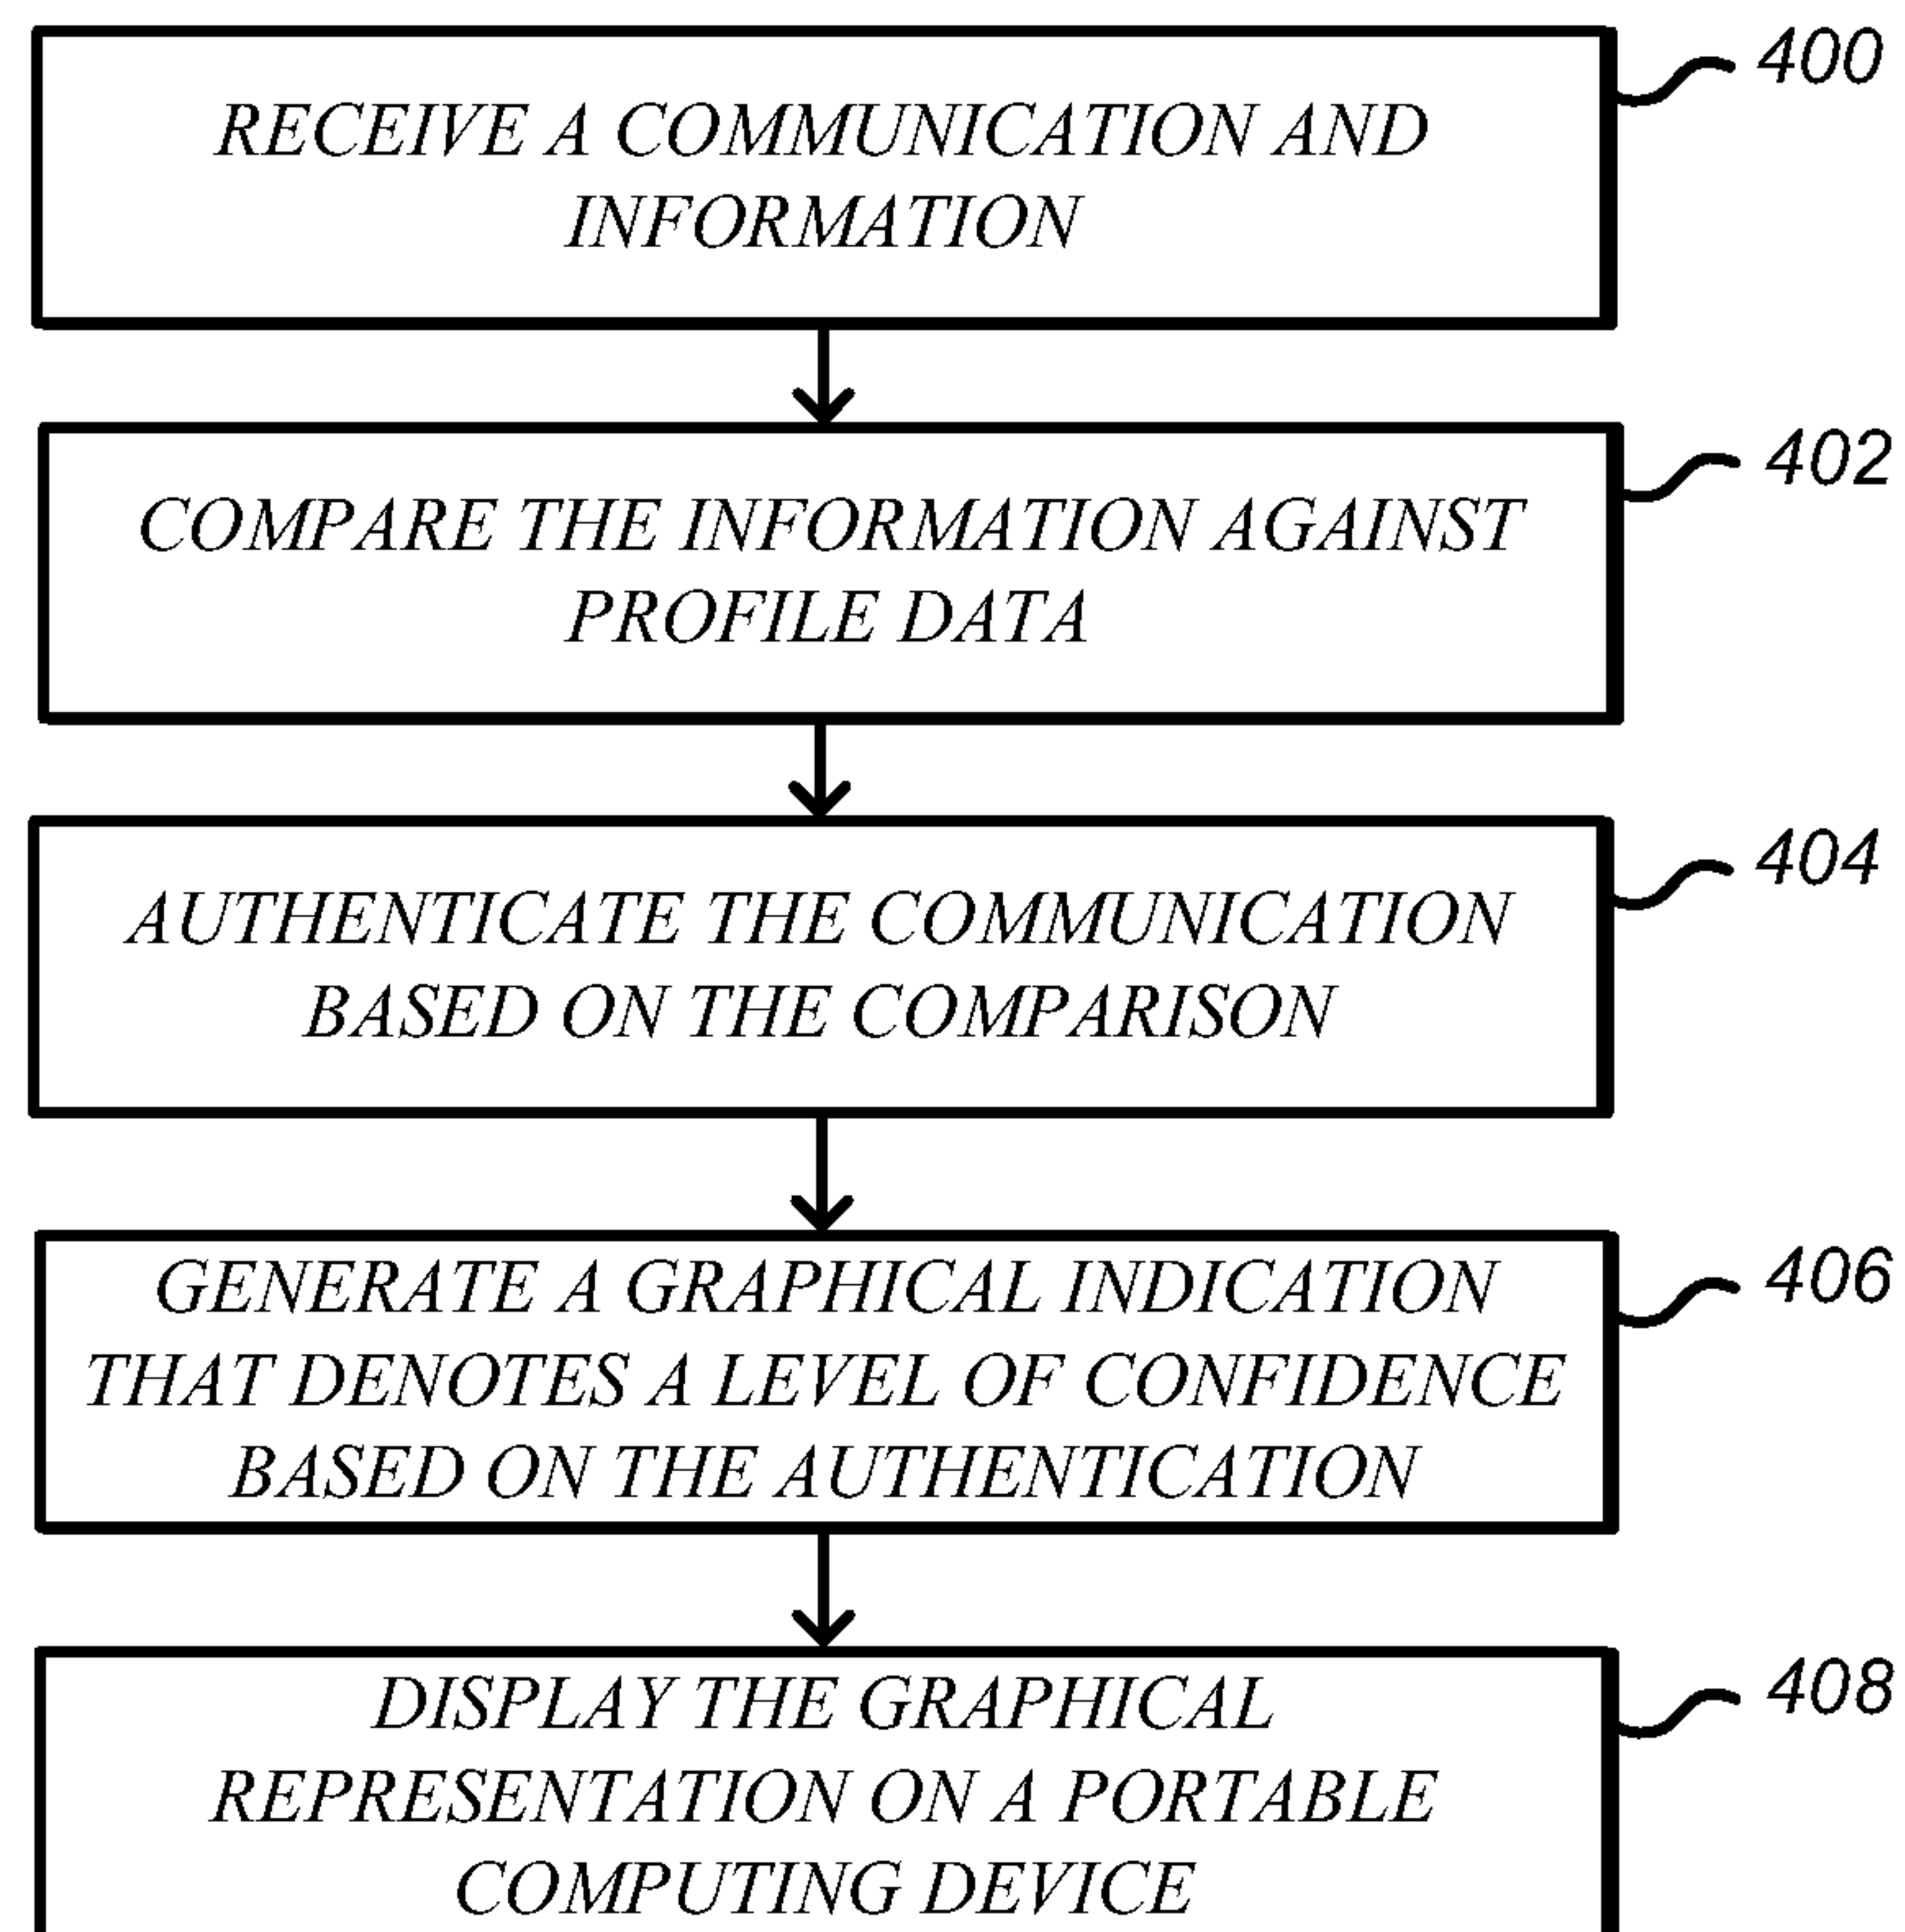 400
RECEIVE A COMMUNICATION AND
INFORMATION
402
COMPARE THE INFORMATION AGAINST
PROFILE DATA
404
AUTHENTICATE THE COMMUNICATION
BASED ON THE COMPARISON
406
GENERATE A GRAPHICAL INDICATION
THAT DENOTES A LEVEL OF CONFIDENCE
BASED ON THE AUTHENTICATION
408
DISPLAY THE GRAPHICAL
REPRESENTATION ON A PORTABLE
COMPUTING DEVICE